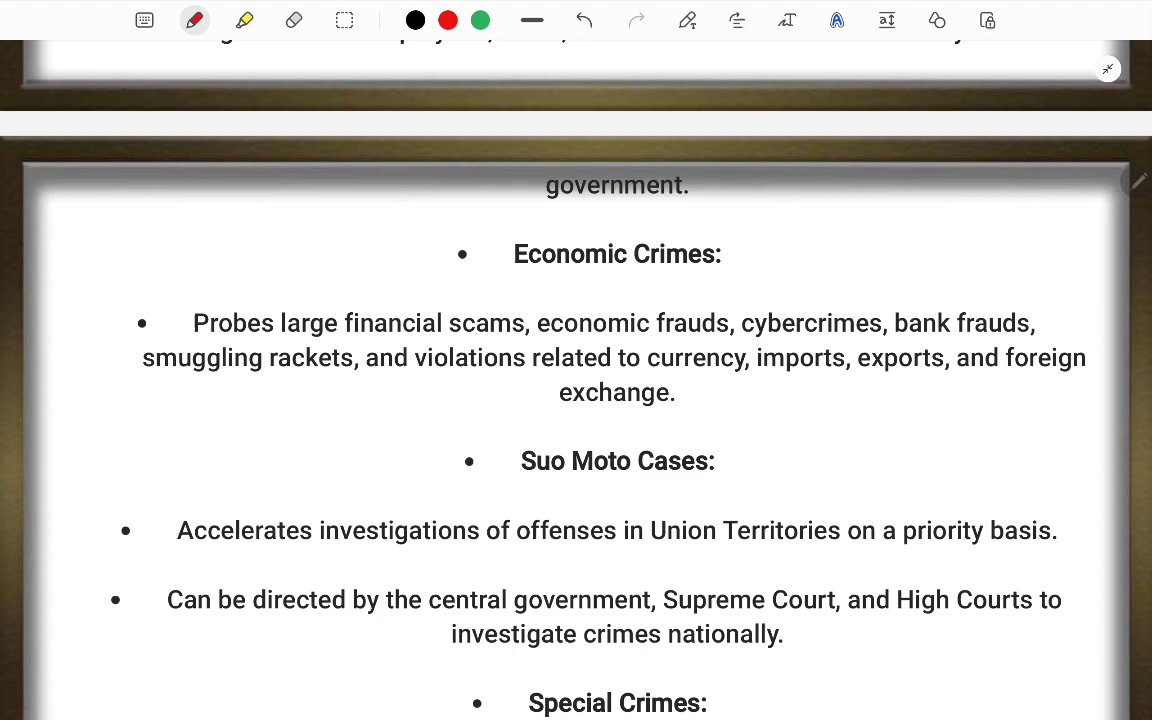 government.
• Economic Crimes:
• Probes large financial scams, economic frauds, cybercrimes, bank frauds,
smuggling rackets, and violations related to currency, imports, exports, and foreign
exchange.
• Suo Moto Cases:
• Accelerates investigations of offenses in Union Territories on a priority basis.
• Can be directed by the central government, Supreme Court, and High Courts to
investigate crimes nationally.
• Special Crimes: